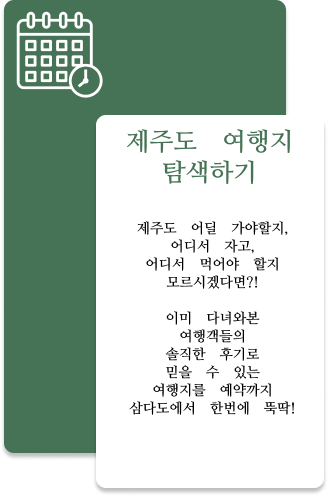 제주도 여행지
탐색하기
제주도 어딜 가야할지,
어디서 자고,
어디서 먹어야 할지
모르시겠다면?!
이미 다녀와본
여행객들의
솔직한 후기로
믿을 수 있는
여행지를 예약까지
삼다도에서 한번에 뚝딱!